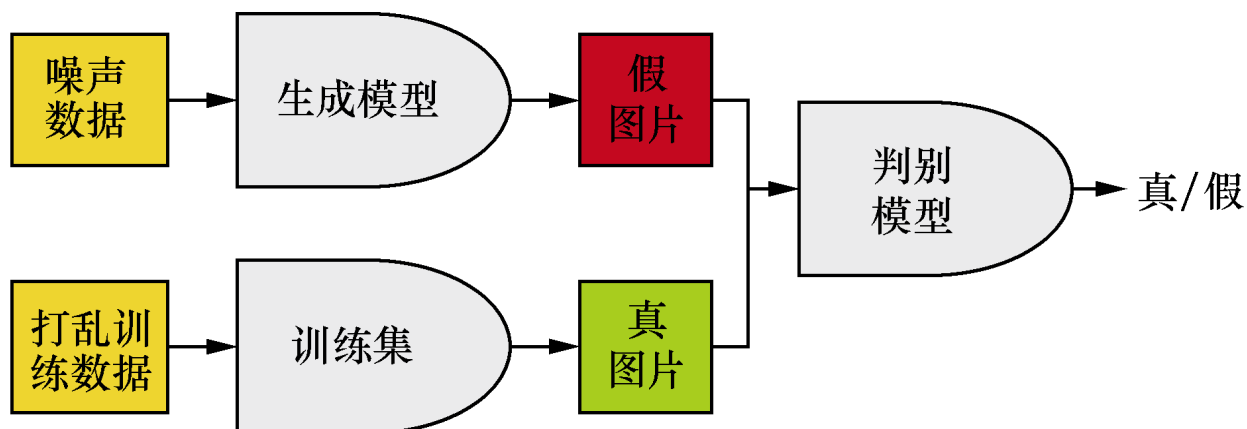 噪声
数据
生成模型
假
图片
判别
模型
真/假
打乱训
练数据
训练集
真
图片